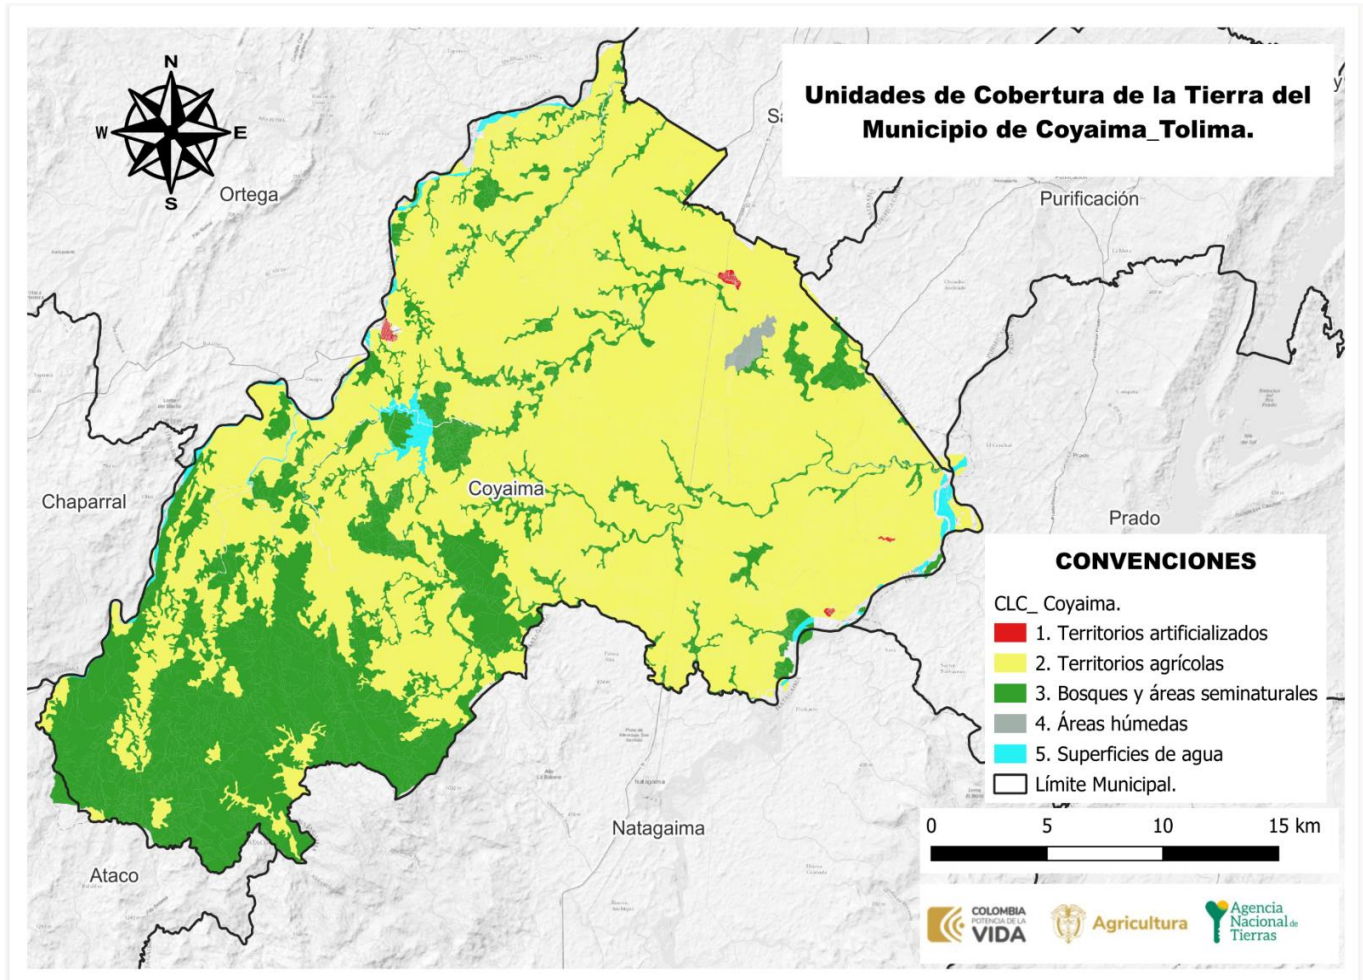 Unidades de Cobertura de la Tierra del
Municipio de Coyaima_Tolima.
N
W
E
S
Ortega
Purificación
Chaparral
Coyaima
Prado
Natagaima
Ataco
CONVENCIONES
CLC_ Coyaima.
1. Territorios artificializados
2. Territorios agrícolas
3. Bosques y áreas seminaturales
4. Áreas húmedas
5. Superficies de agua
Límite Municipal.
0 5 10 15 km
COLOMBIA
POTENCIA DE LA
VIDA
Agricultura
Agencia
Nacional de
Tierras